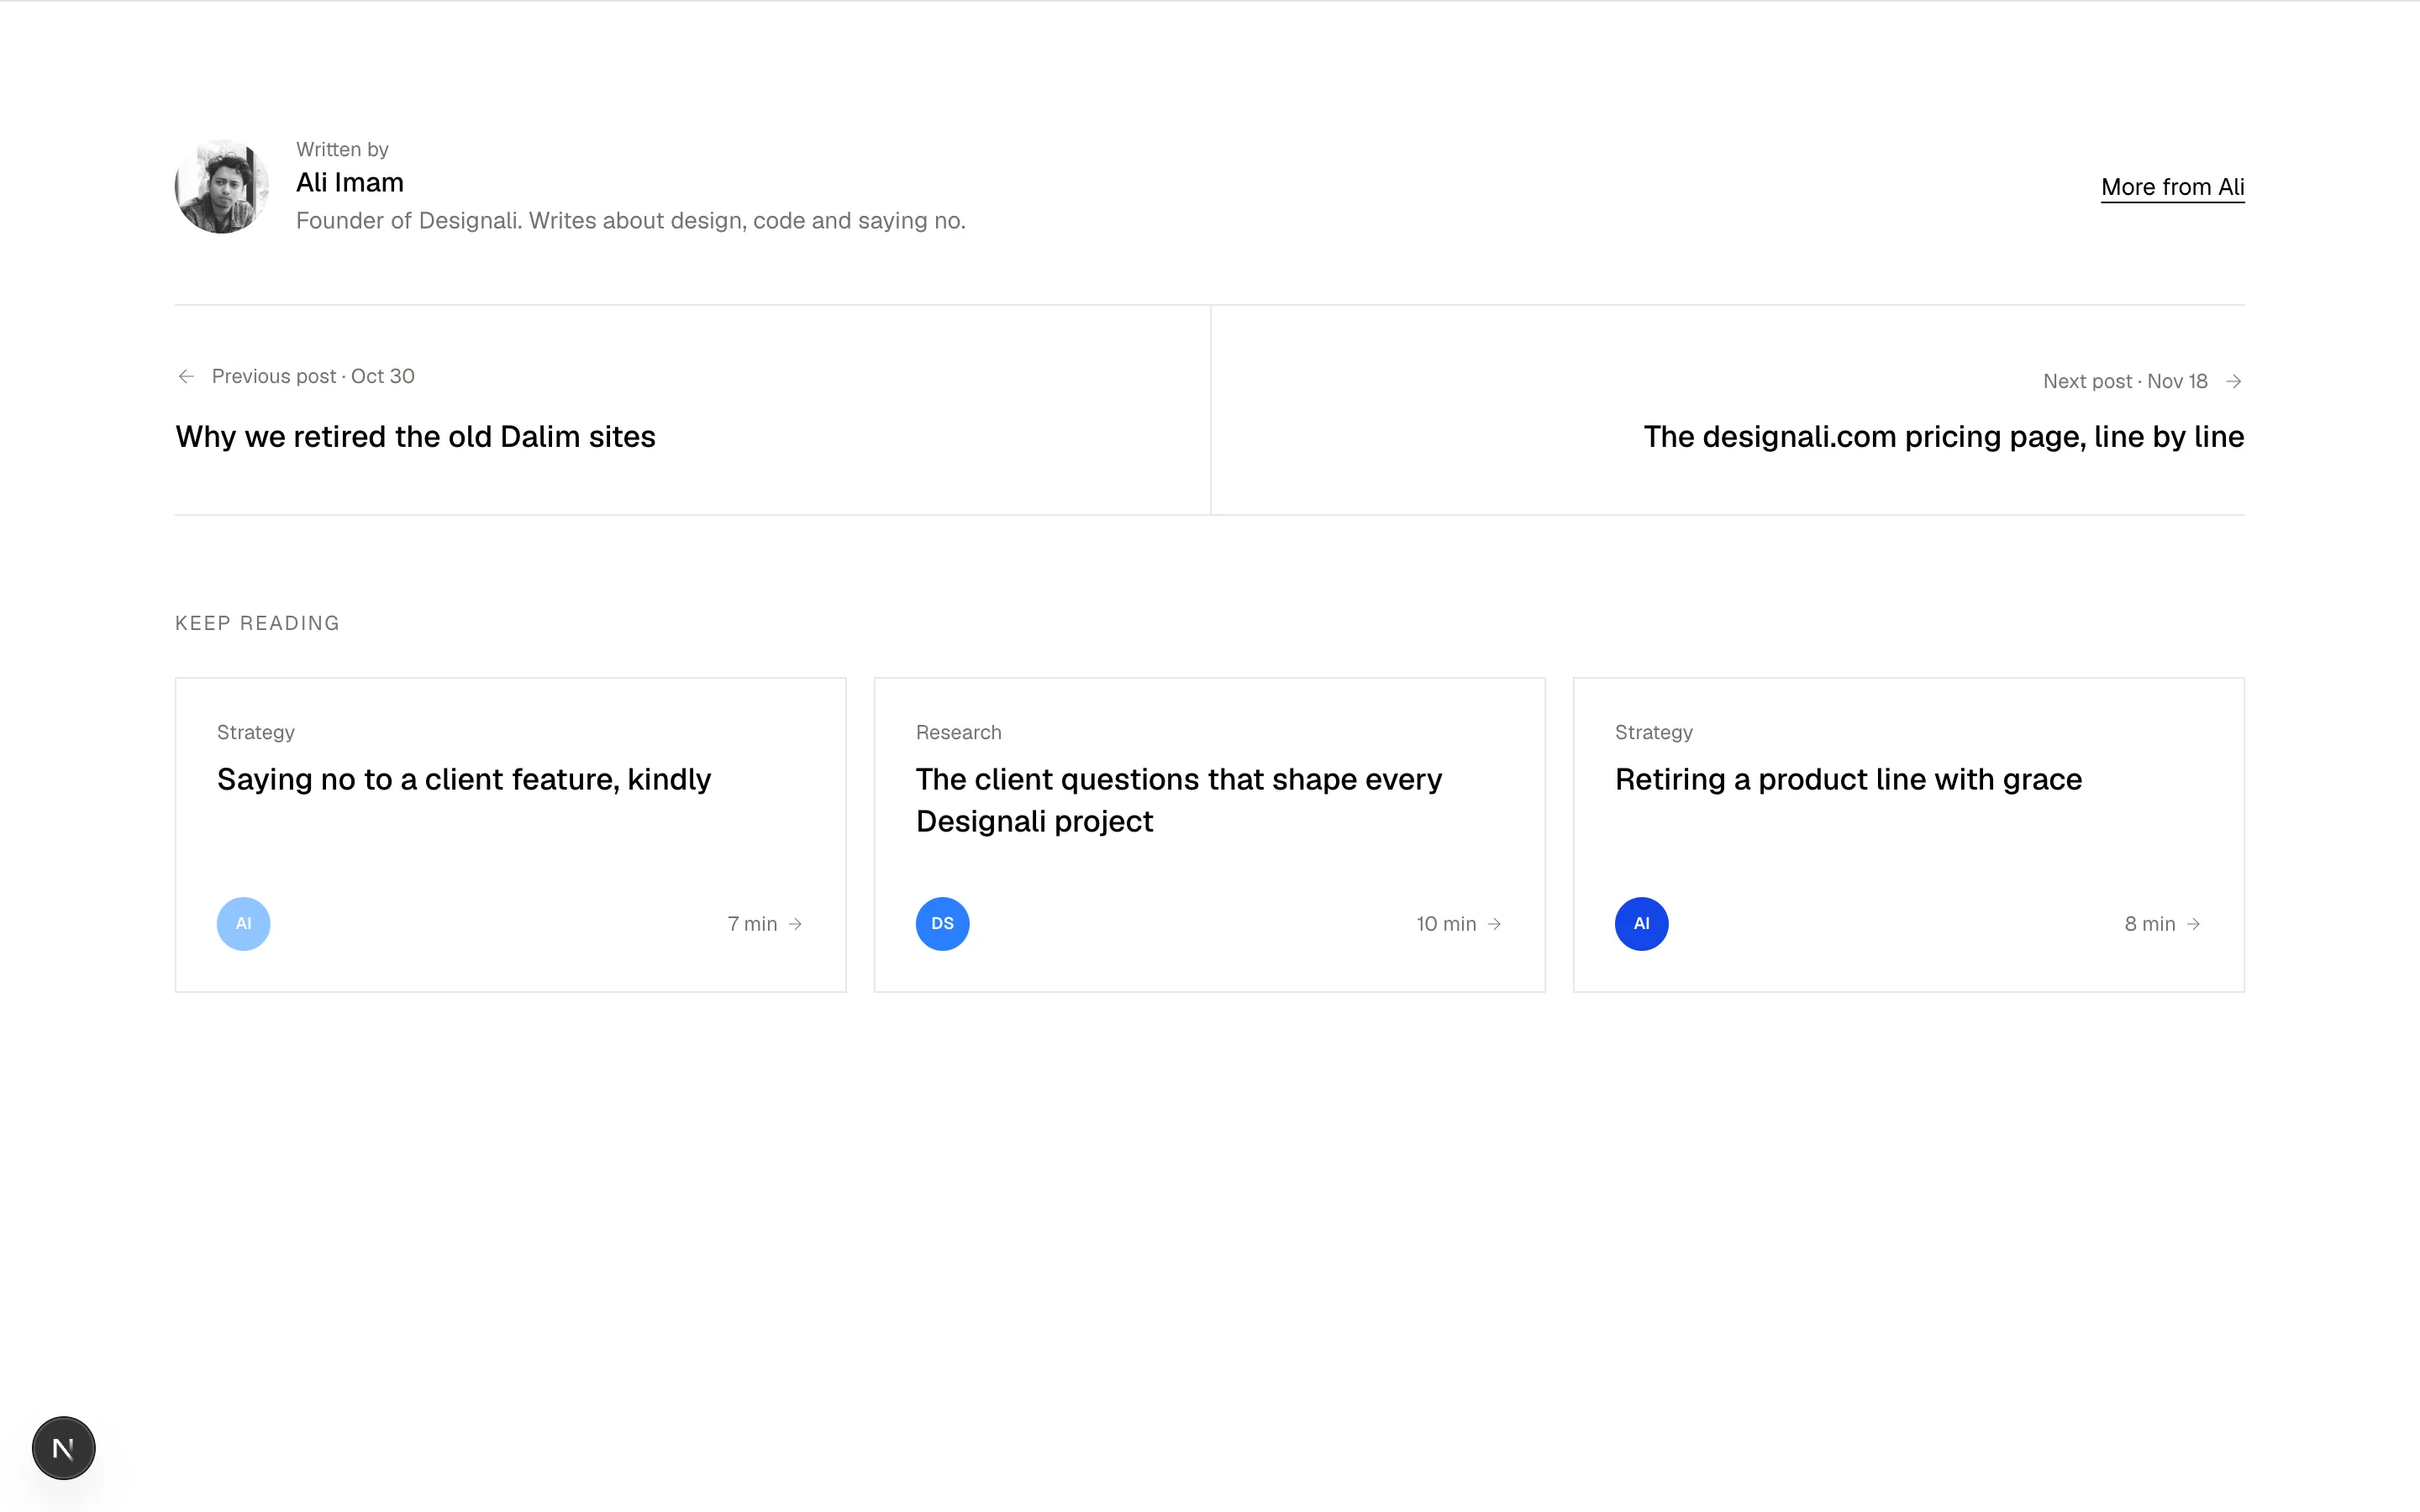 Written by
Ali Imam
Founder of Designali. Writes about design, code and saying no.
More from Ali
← Previous post · Oct 30
Why we retired the old Dalim sites
Next post · Nov 18 →
The designali.com pricing page, line by line
KEEP READING
Strategy
Saying no to a client feature, kindly
AI
7 min →
Research
The client questions that shape every
Designali project
DS
10 min →
Strategy
Retiring a product line with grace
AI
8 min →
N